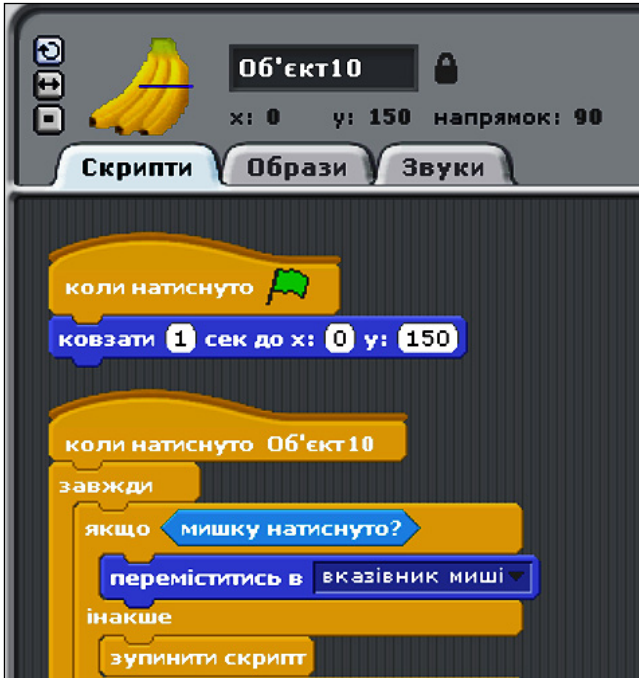 Об'єкт10
x: 0 y: 150 напрямок: 90
Скрипти Образи Звуки
коли натиснуто
ковзати 1 сек до x: 0 y: 150
коли натиснуто Об'єкт10
завжди
якщо мишку натиснуто?
переміститись в вказівник миші
інакше
зупинити скрипт